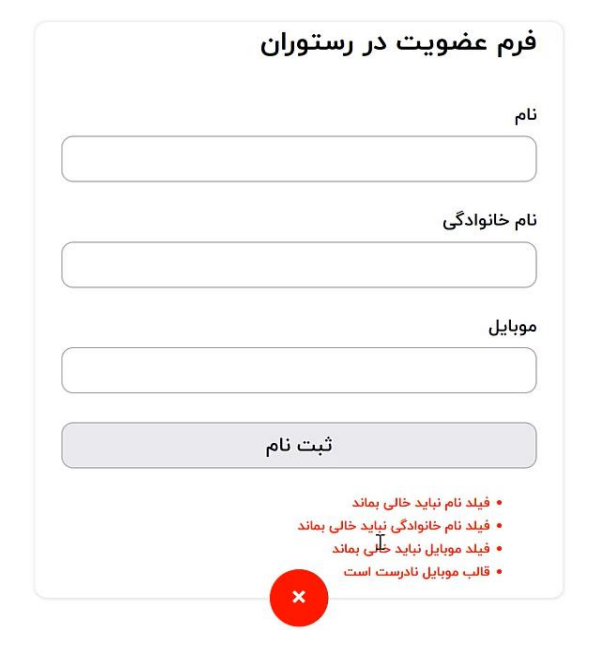 فرم عضویت در رستوران
نام
نام خانوادگی
موبایل
ثبت نام
فیلد نام نباید خالی بماند
فیلد نام خانوادگی نباید خالی بماند
فیلد موبایل نباید خالی بماند
قالب موبایل نادرست است